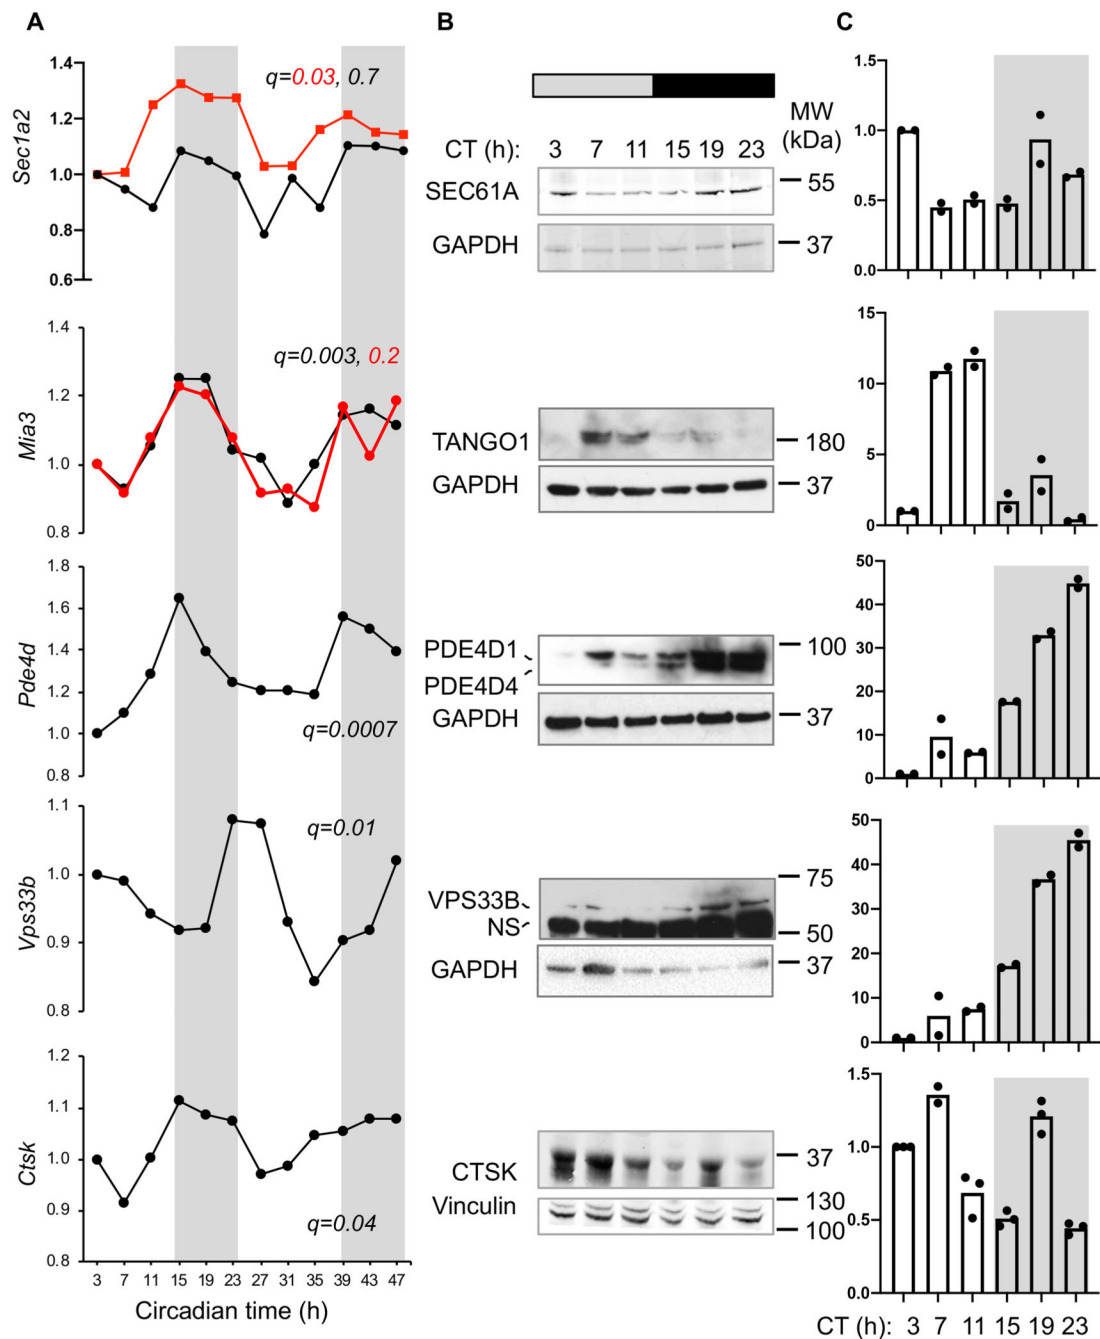 A
B
C
Sec1a2
1.4
1.2
1.0
0.8
0.6
q=0.03, 0.7
MW
(kDa)
CT (h): 3 7 11 15 19 23
SEC61A
55
GAPDH
37
1.5
1.0
0.5
0.0
Mia3
1.4
1.2
1.0
0.8
q=0.003, 0.2
TANGO1
180
GAPDH
37
15
10
5
0
Pde4d
1.8
1.6
1.4
1.2
1.0
0.8
q=0.0007
PDE4D1
100
PDE4D4
GAPDH
37
50
40
30
20
10
0
Vps33b
1.1
1.0
0.9
0.8
q=0.01
75
VPS33B
NS
50
GAPDH
37
50
40
30
20
10
0
Ctsk
1.2
1.1
1.0
0.9
0.8
q=0.04
3 7 11 15 19 23 27 31 35 39 43 47
Circadian time (h)
CTSK
37
Vinculin
130
100
1.5
1.0
0.5
0.0
CT (h): 3 7 11 15 19 23